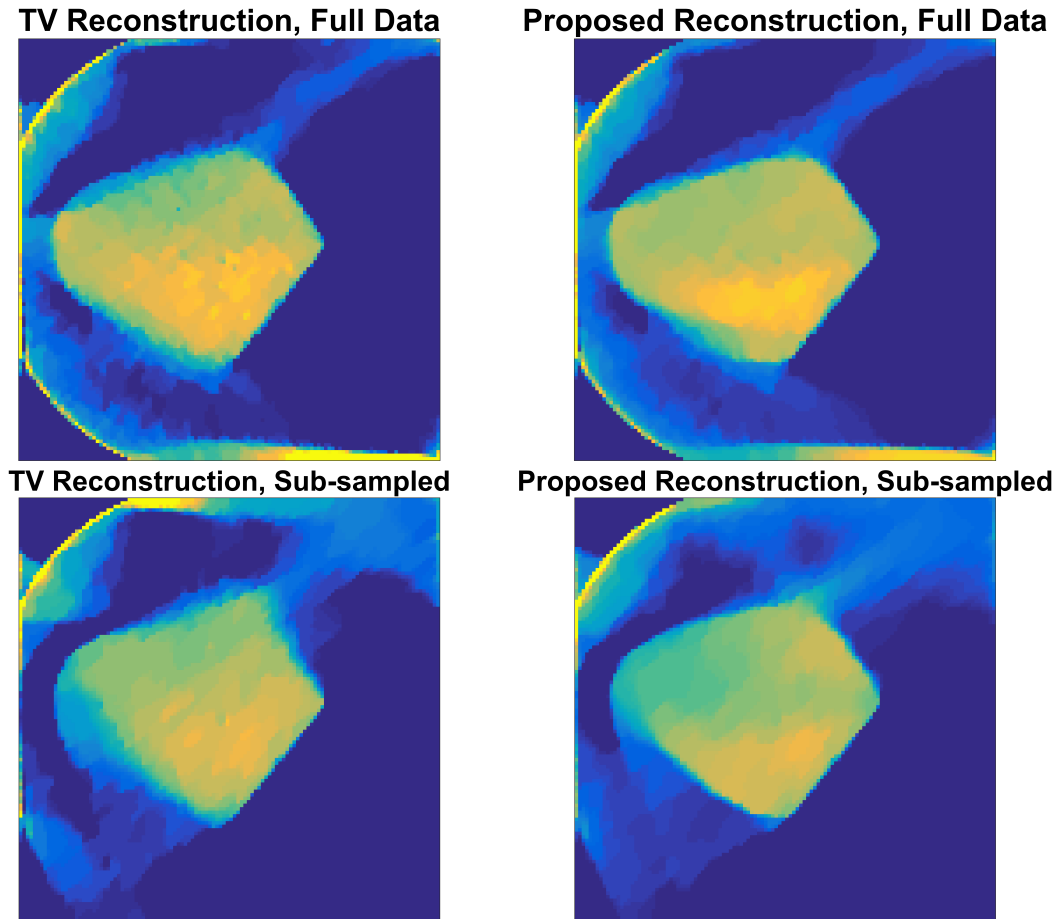 TV Reconstruction, Full Data
Proposed Reconstruction, Full Data
TV Reconstruction, Sub-sampled
Proposed Reconstruction, Sub-sampled